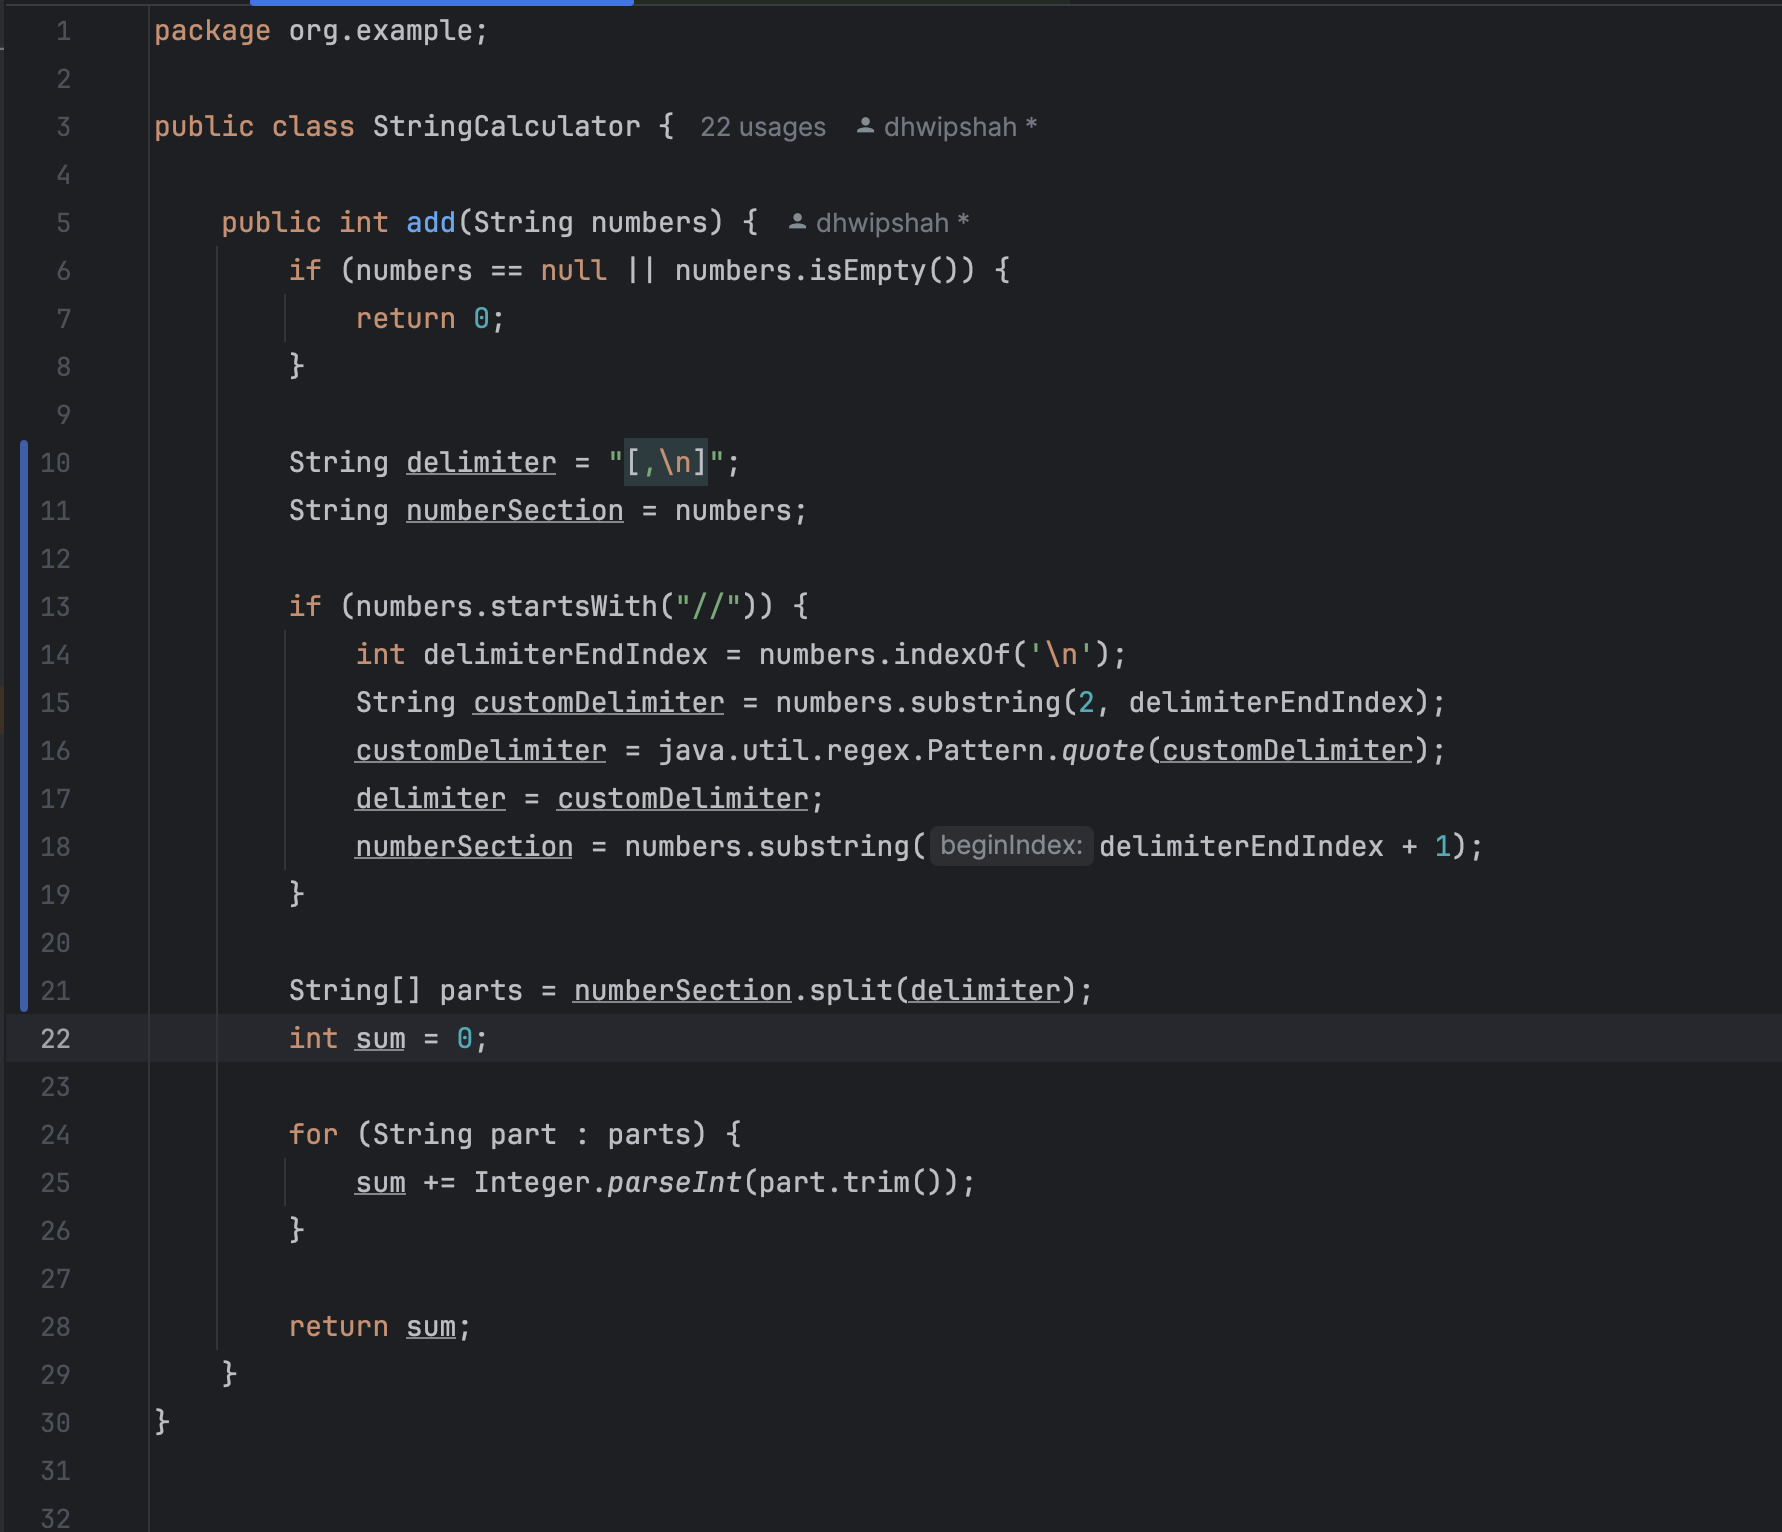 1 package org.example;
2
3 public class StringCalculator { 22 usages dhwipshah *
4
5 public int add(String numbers) { dhwipshah *
6 if (numbers == null || numbers.isEmpty()) {
7 return 0;
8 }
9
10 String delimiter = "[,\n]";
11 String numberSection = numbers;
12
13 if (numbers.startsWith("//")) {
14 int delimiterEndIndex = numbers.indexOf('\n');
15 String customDelimiter = numbers.substring(2, delimiterEndIndex);
16 customDelimiter = java.util.regex.Pattern.quote(customDelimiter);
17 delimiter = customDelimiter;
18 numberSection = numbers.substring( beginIndex: delimiterEndIndex + 1);
19 }
20
21 String[] parts = numberSection.split(delimiter);
22 int sum = 0;
23
24 for (String part : parts) {
25 sum += Integer.parseInt(part.trim());
26 }
27
28 return sum;
29 }
30 }
31
32